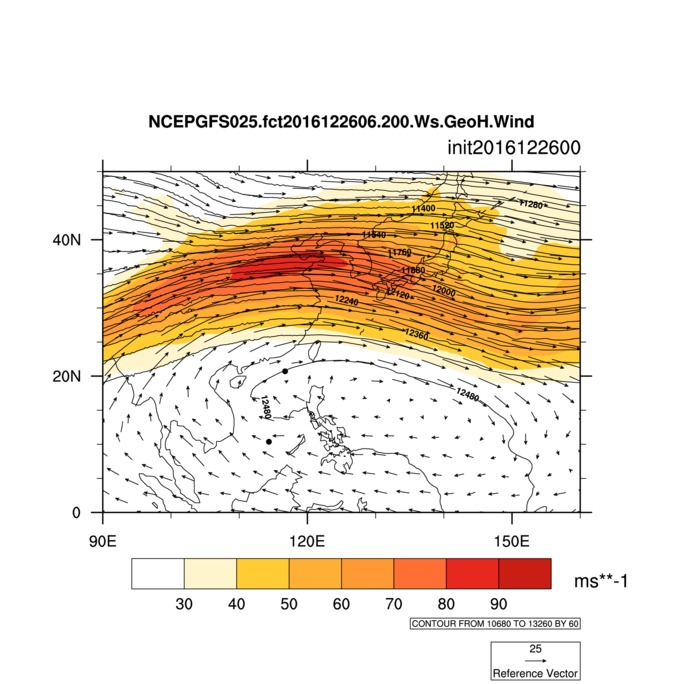 NCEPGFS025.fct2016122606.200.Ws.GeoH.Wind
init2016122600
11280
11400
11520
11640
40N
11760
11880
12000
12120
12240
12360
20N
12480
12480
0
90E 120E 150E
ms**-1
30 40 50 60 70 80 90
CONTOUR FROM 10680 TO 13260 BY 60
25
Reference Vector